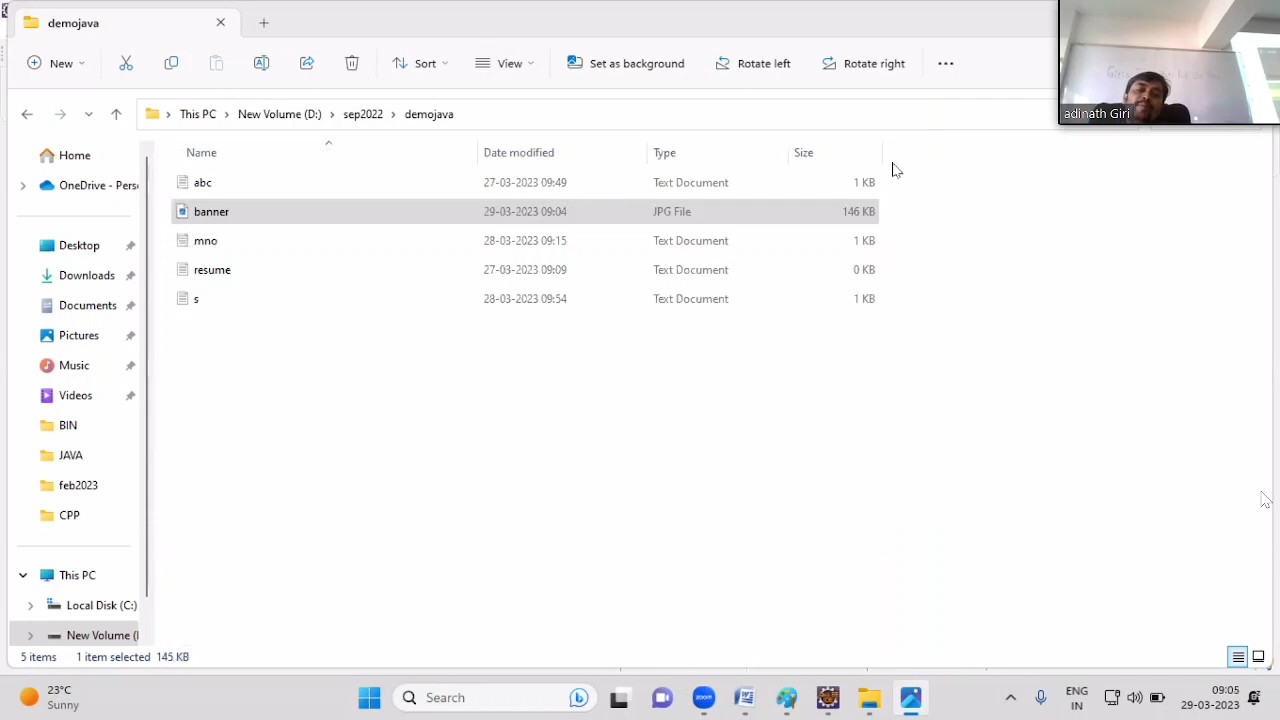 demojava
New
Sort
View
Set as background
Rotate left
Rotate right
adinath Giri
This PC
New Volume (D:)
sep2022
demojava
Name
Date modified
Type
Size
abc
27-03-2023 09:49
Text Document
1 KB
banner
29-03-2023 09:04
JPG File
146 KB
mno
28-03-2023 09:15
Text Document
1 KB
resume
27-03-2023 09:09
Text Document
0 KB
s
28-03-2023 09:54
Text Document
1 KB
Home
OneDrive - Pers
Desktop
Downloads
Documents
Pictures
Music
Videos
BIN
JAVA
feb2023
CPP
This PC
Local Disk (C:)
New Volume (
5 items
1 item selected 145 KB
23°C
Sunny
Search
zoom
ENG
IN
09:05
29-03-2023